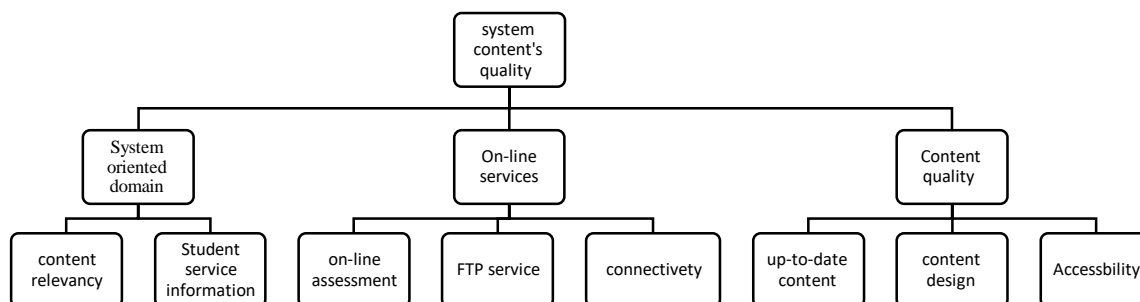 system
content's
quality
System
oriented
domain
On-line
services
Content
quality
content
relevancy
Student
service
information
on-line
assessment
FTP service
connectivety
up-to-date
content
content
design
Accessbility